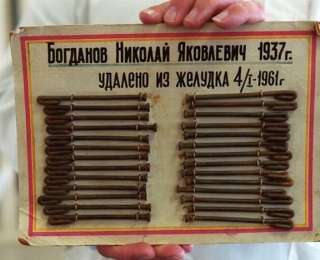 Богданов Николай Яковлевич 1937г.
удалено из желудка 4/I-1961г